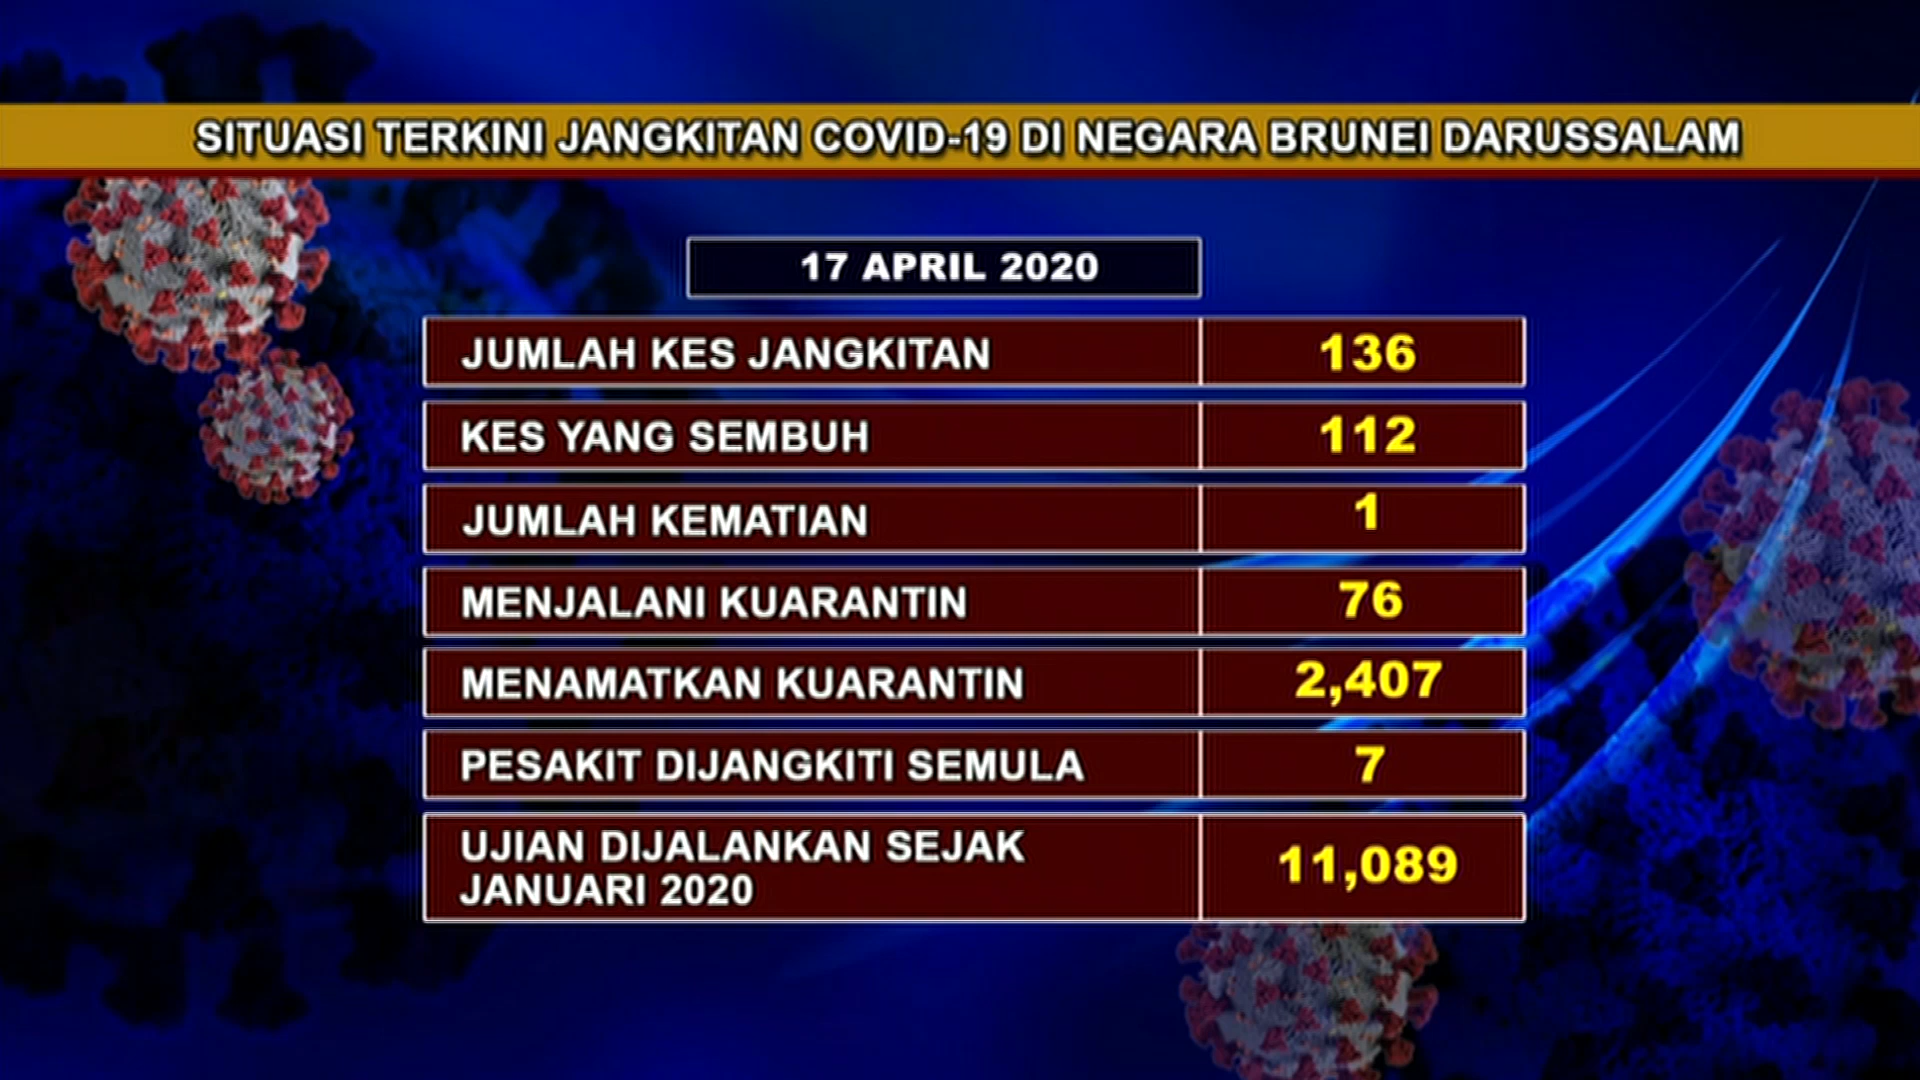 SITUASI TERKINI JANGKITAN COVID-19 DI NEGARA BRUNEI DARUSSALAM
17 APRIL 2020
JUMLAH KES JANGKITAN 136
KES YANG SEMBUH 112
JUMLAH KEMATIAN 1
MENJALANI KUARANTIN 76
MENAMATKAN KUARANTIN 2,407
PESAKIT DIJANGKITI SEMULA 7
UJIAN DIJALANKAN SEJAK
JANUARI 2020 11,089